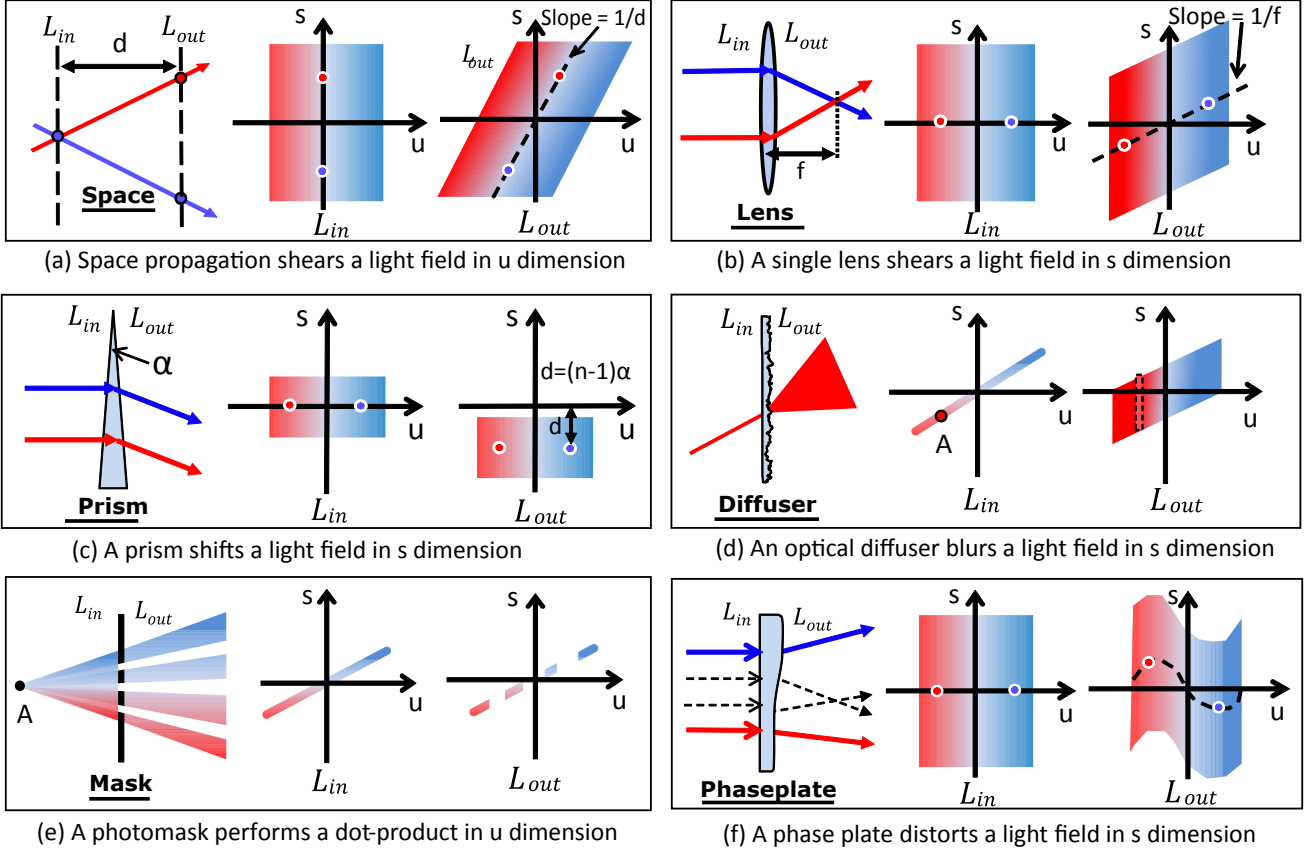 L_in L_out
d
s
s
Slope = 1/d
L_out
u
u
Space
L_in
L_out
(a) Space propagation shears a light field in u dimension
L_in L_out
s
s
Slope = 1/f
u
u
f
Lens
L_in
L_out
(b) A single lens shears a light field in s dimension
L_in L_out
α
s
s
d=(n-1)α
d
u
u
Prism
L_in
L_out
(c) A prism shifts a light field in s dimension
L_in L_out
s
s
A
u
u
Diffuser
L_in
L_out
(d) An optical diffuser blurs a light field in s dimension
L_in L_out
s
s
A
u
u
Mask
L_in
L_out
(e) A photomask performs a dot-product in u dimension
L_in L_out
s
s
u
u
Phaseplate
L_in
L_out
(f) A phase plate distorts a light field in s dimension